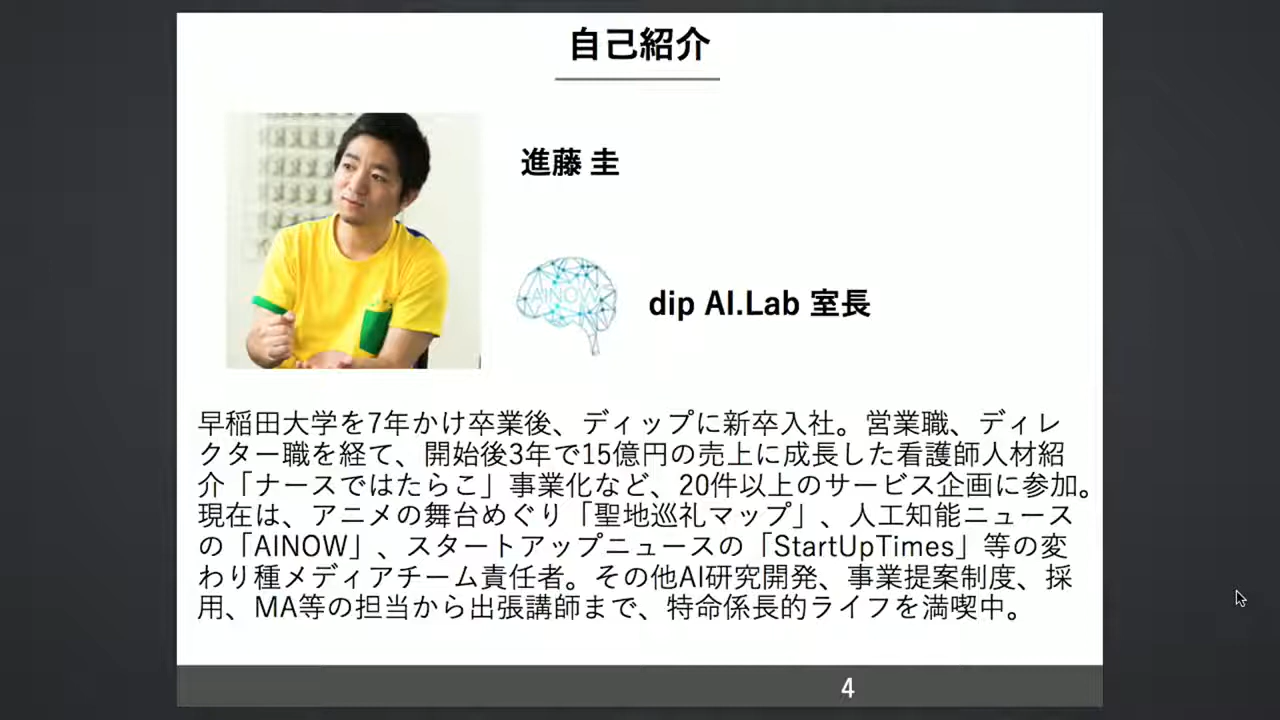 自己紹介
進藤 圭
AINOW
dip AI.Lab 室長
早稲田大学を7年かけ卒業後、ディップに新卒入社。営業職、ディレ
クター職を経て、開始後3年で15億円の売上に成長した看護師人材紹
介「ナースではたらこ」事業化など、20件以上のサービス企画に参加。
現在は、アニメの舞台めぐり「聖地巡礼マップ」、人工知能ニュース
の「AINOW」、スタートアップニュースの「StartUpTimes」等の変
わり種メディアチーム責任者。その他AI研究開発、事業提案制度、採
用、MA等の担当から出張講師まで、特命係長的ライフを満喫中。
4